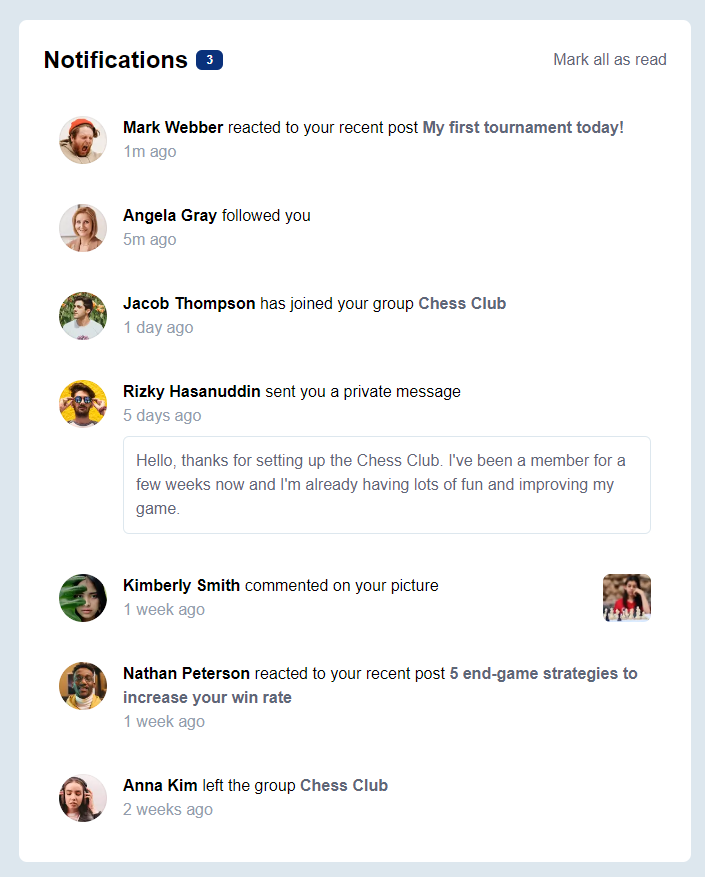 Notifications 3
Mark all as read
Mark Webber reacted to your recent post My first tournament today!
1m ago
Angela Gray followed you
5m ago
Jacob Thompson has joined your group Chess Club
1 day ago
Rizky Hasanuddin sent you a private message
5 days ago
Hello, thanks for setting up the Chess Club. I've been a member for a
few weeks now and I'm already having lots of fun and improving my
game.
Kimberly Smith commented on your picture
1 week ago
Nathan Peterson reacted to your recent post 5 end-game strategies to
increase your win rate
1 week ago
Anna Kim left the group Chess Club
2 weeks ago